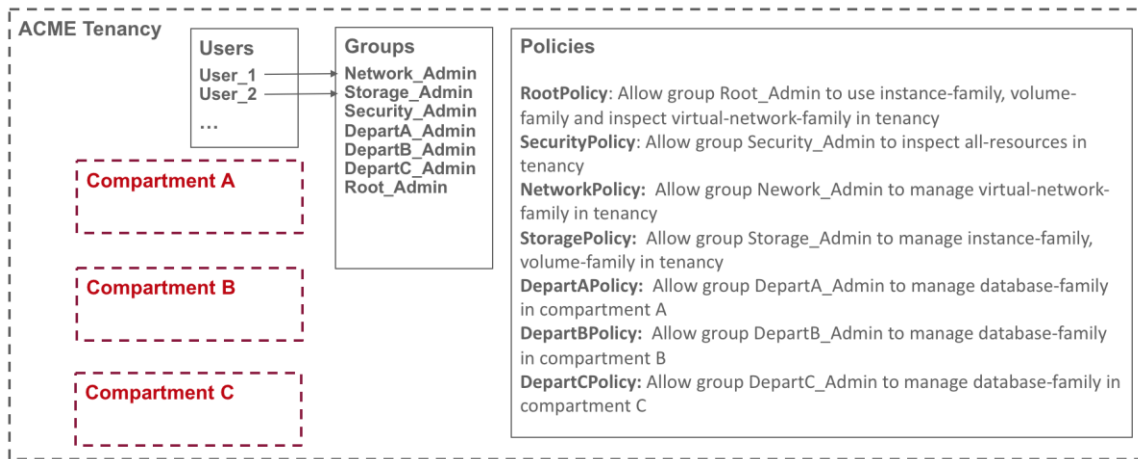 ACME Tenancy
Users
User_1
User_2
...
Groups
Network_Admin
Storage_Admin
Security_Admin
DepartA_Admin
DepartB_Admin
DepartC_Admin
Root_Admin
Compartment A
Compartment B
Compartment C
Policies
RootPolicy: Allow group Root_Admin to use instance-family, volume-
family and inspect virtual-network-family in tenancy
SecurityPolicy: Allow group Security_Admin to inspect all-resources in
tenancy
NetworkPolicy: Allow group Nework_Admin to manage virtual-network-
family in tenancy
StoragePolicy: Allow group Storage_Admin to manage instance-family,
volume-family in tenancy
DepartAPolicy: Allow group DepartA_Admin to manage database-family
in compartment A
DepartBPolicy: Allow group DepartB_Admin to manage database-family
in compartment B
DepartCPolicy: Allow group DepartC_Admin to manage database-family in
compartment C